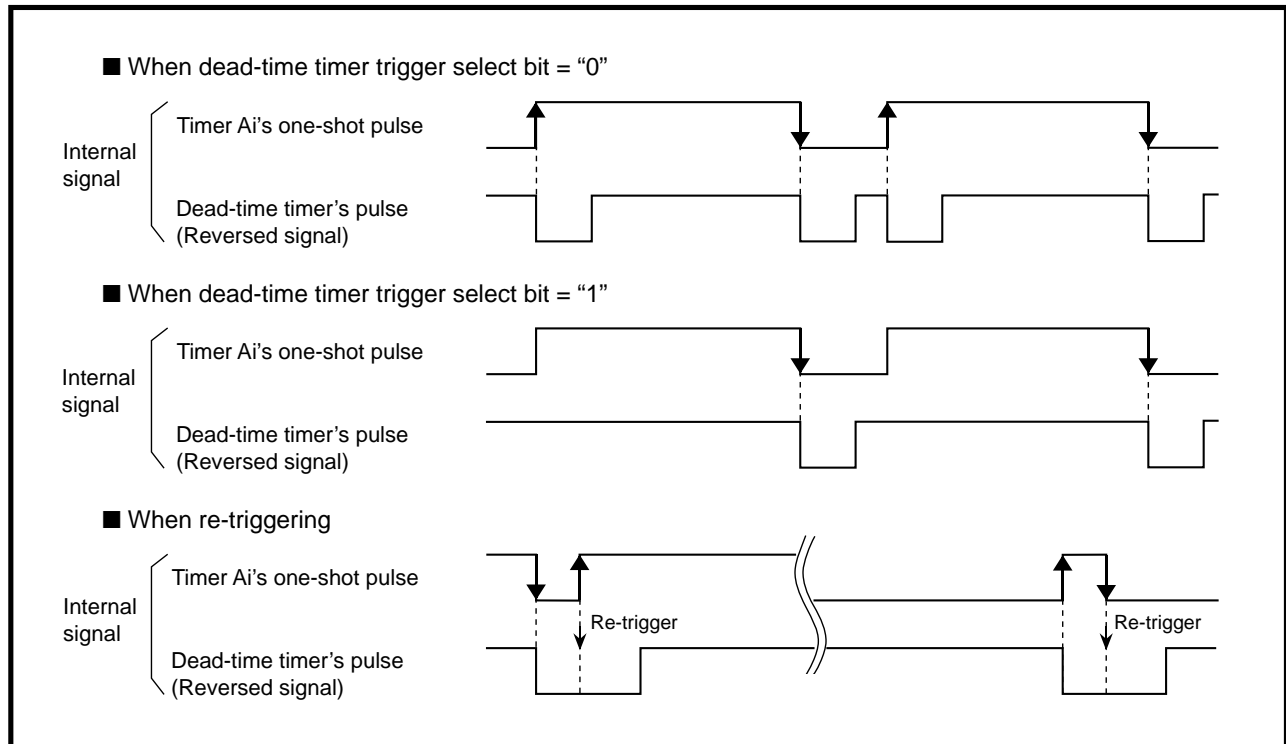 ■ When dead-time timer trigger select bit = “0”
Internal
signal
Timer Ai’s one-shot pulse
Dead-time timer’s pulse
(Reversed signal)
■ When dead-time timer trigger select bit = “1”
Internal
signal
Timer Ai’s one-shot pulse
Dead-time timer’s pulse
(Reversed signal)
■ When re-triggering
Internal
signal
Timer Ai’s one-shot pulse
Re-trigger
Re-trigger
Dead-time timer’s pulse
(Reversed signal)